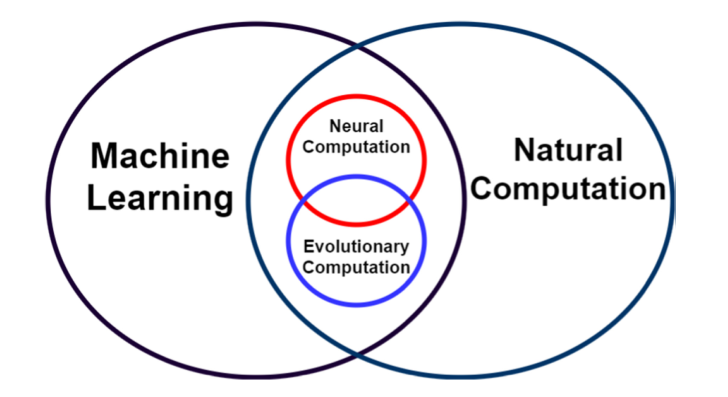 Machine
Learning
Neural
Computation
Evolutionary
Computation
Natural
Computation